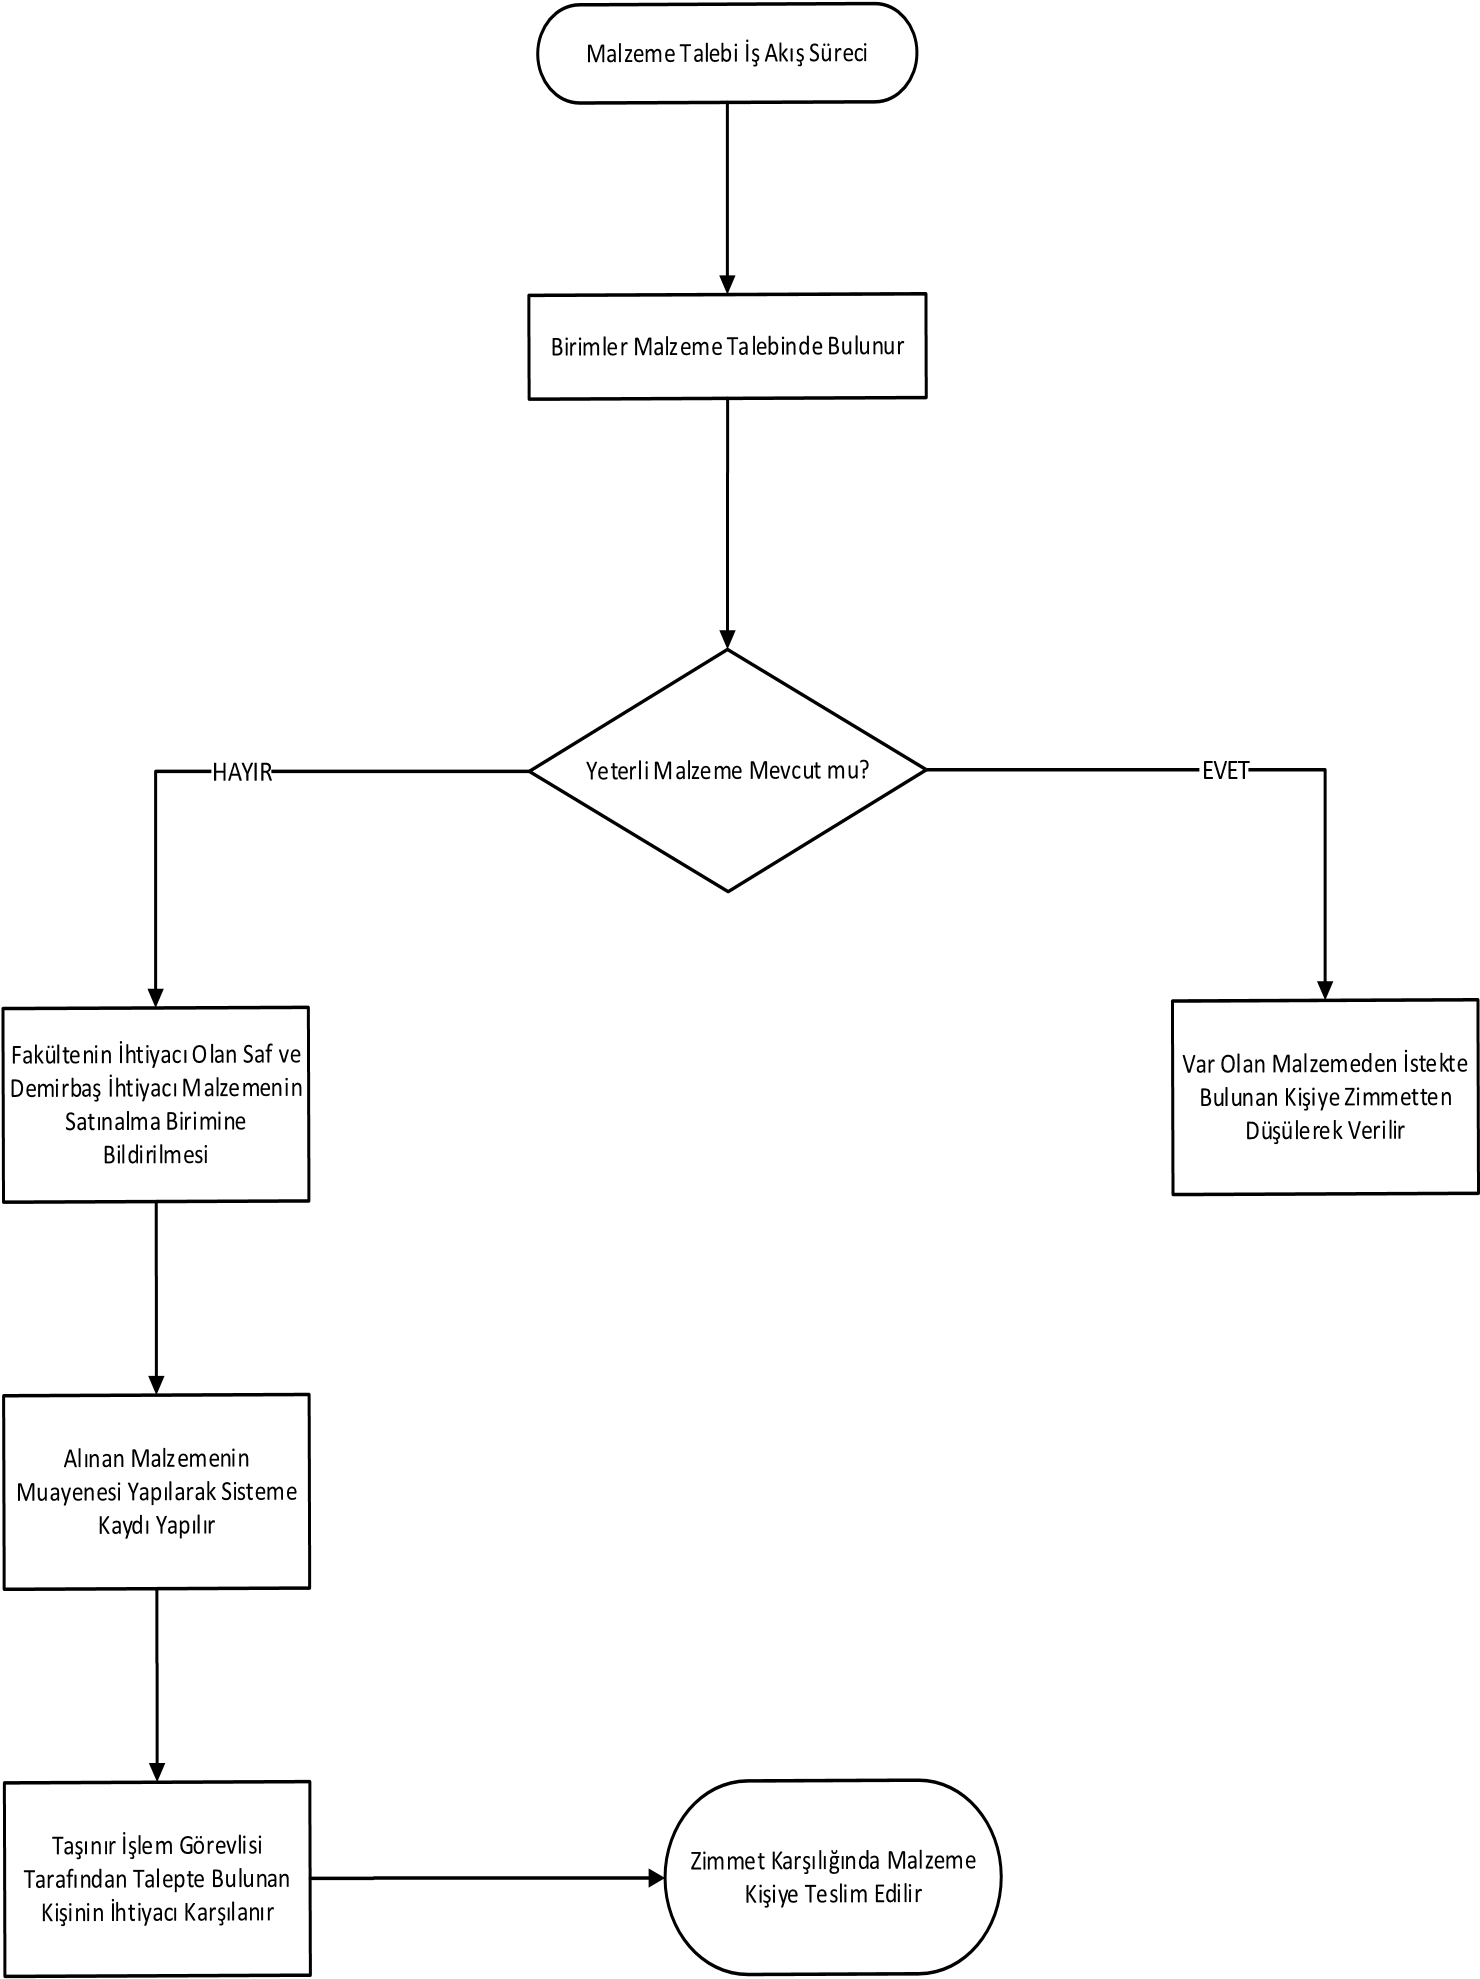 Malzeme Talebi İş Akış Süreci
Birimler Malzeme Talebinde Bulunur
Yeterli Malzeme Mevcut mu?
HAYIR
EVET
Fakültenin İhtiyacı Olan Saf ve
Demirbaş İhtiyacı Malzemenin
Satınalma Birimine
Bildirilmesi
Var Olan Malzemeden İstekte
Bulunan Kişiye Zimmetten
Düşülerek Verilir
Alınan Malzemenin
Muayenesi Yapılarak Sisteme
Kaydı Yapılır
Taşınır İşlem Görevlisi
Tarafından Talepte Bulunan
Kişinin İhtiyacı Karşılanır
Zimmet Karşılığında Malzeme
Kişiye Teslim Edilir